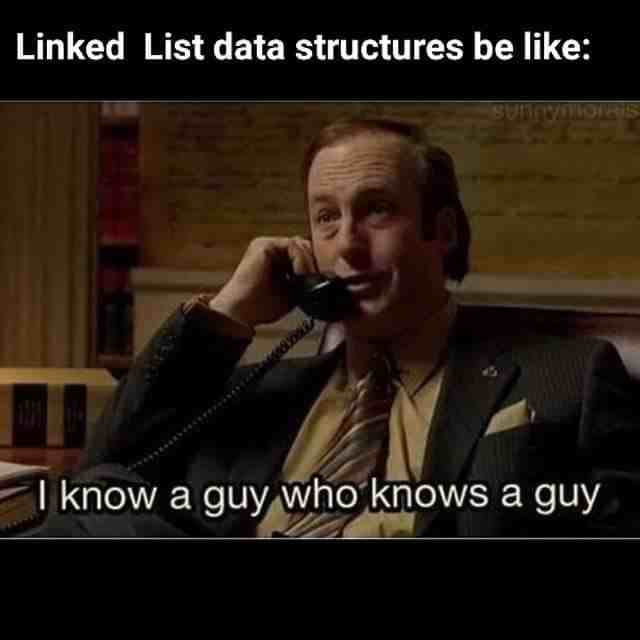 Linked List data structures be like:
I know a guy who knows a guy